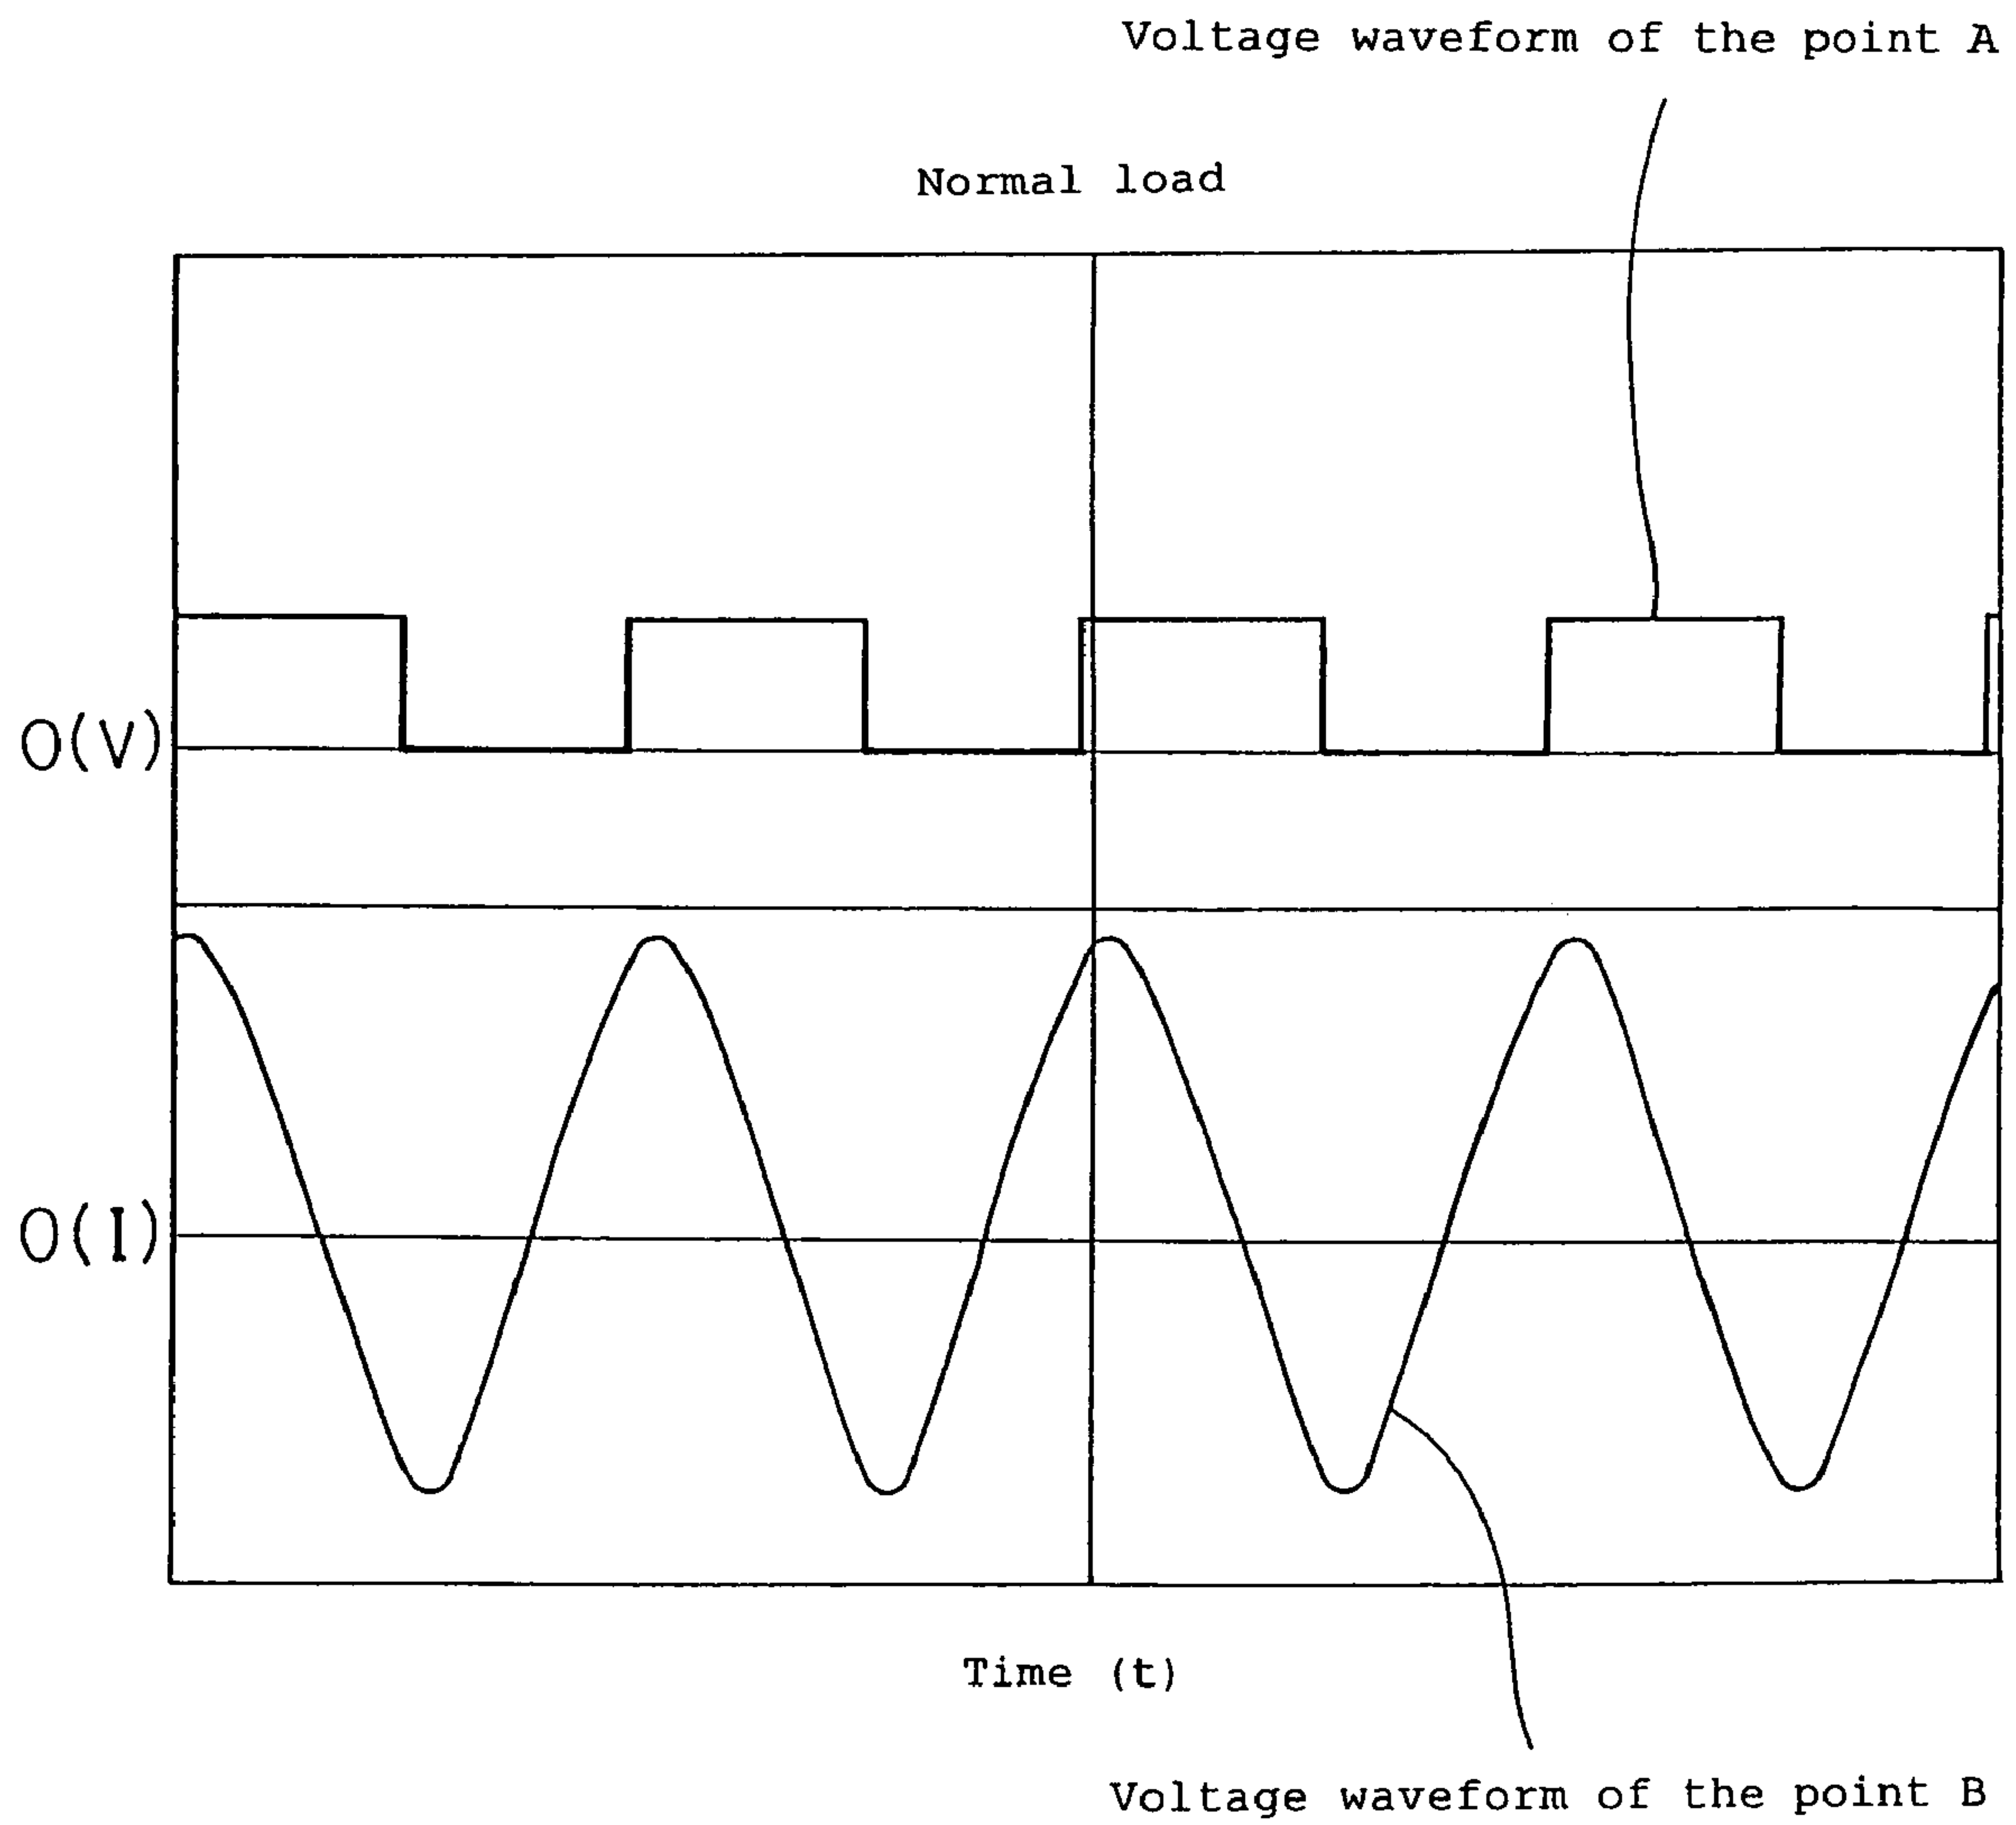 Voltage waveform of the point A
Normal load
O(V)
O(I)
Time (t)
Voltage waveform of the point B